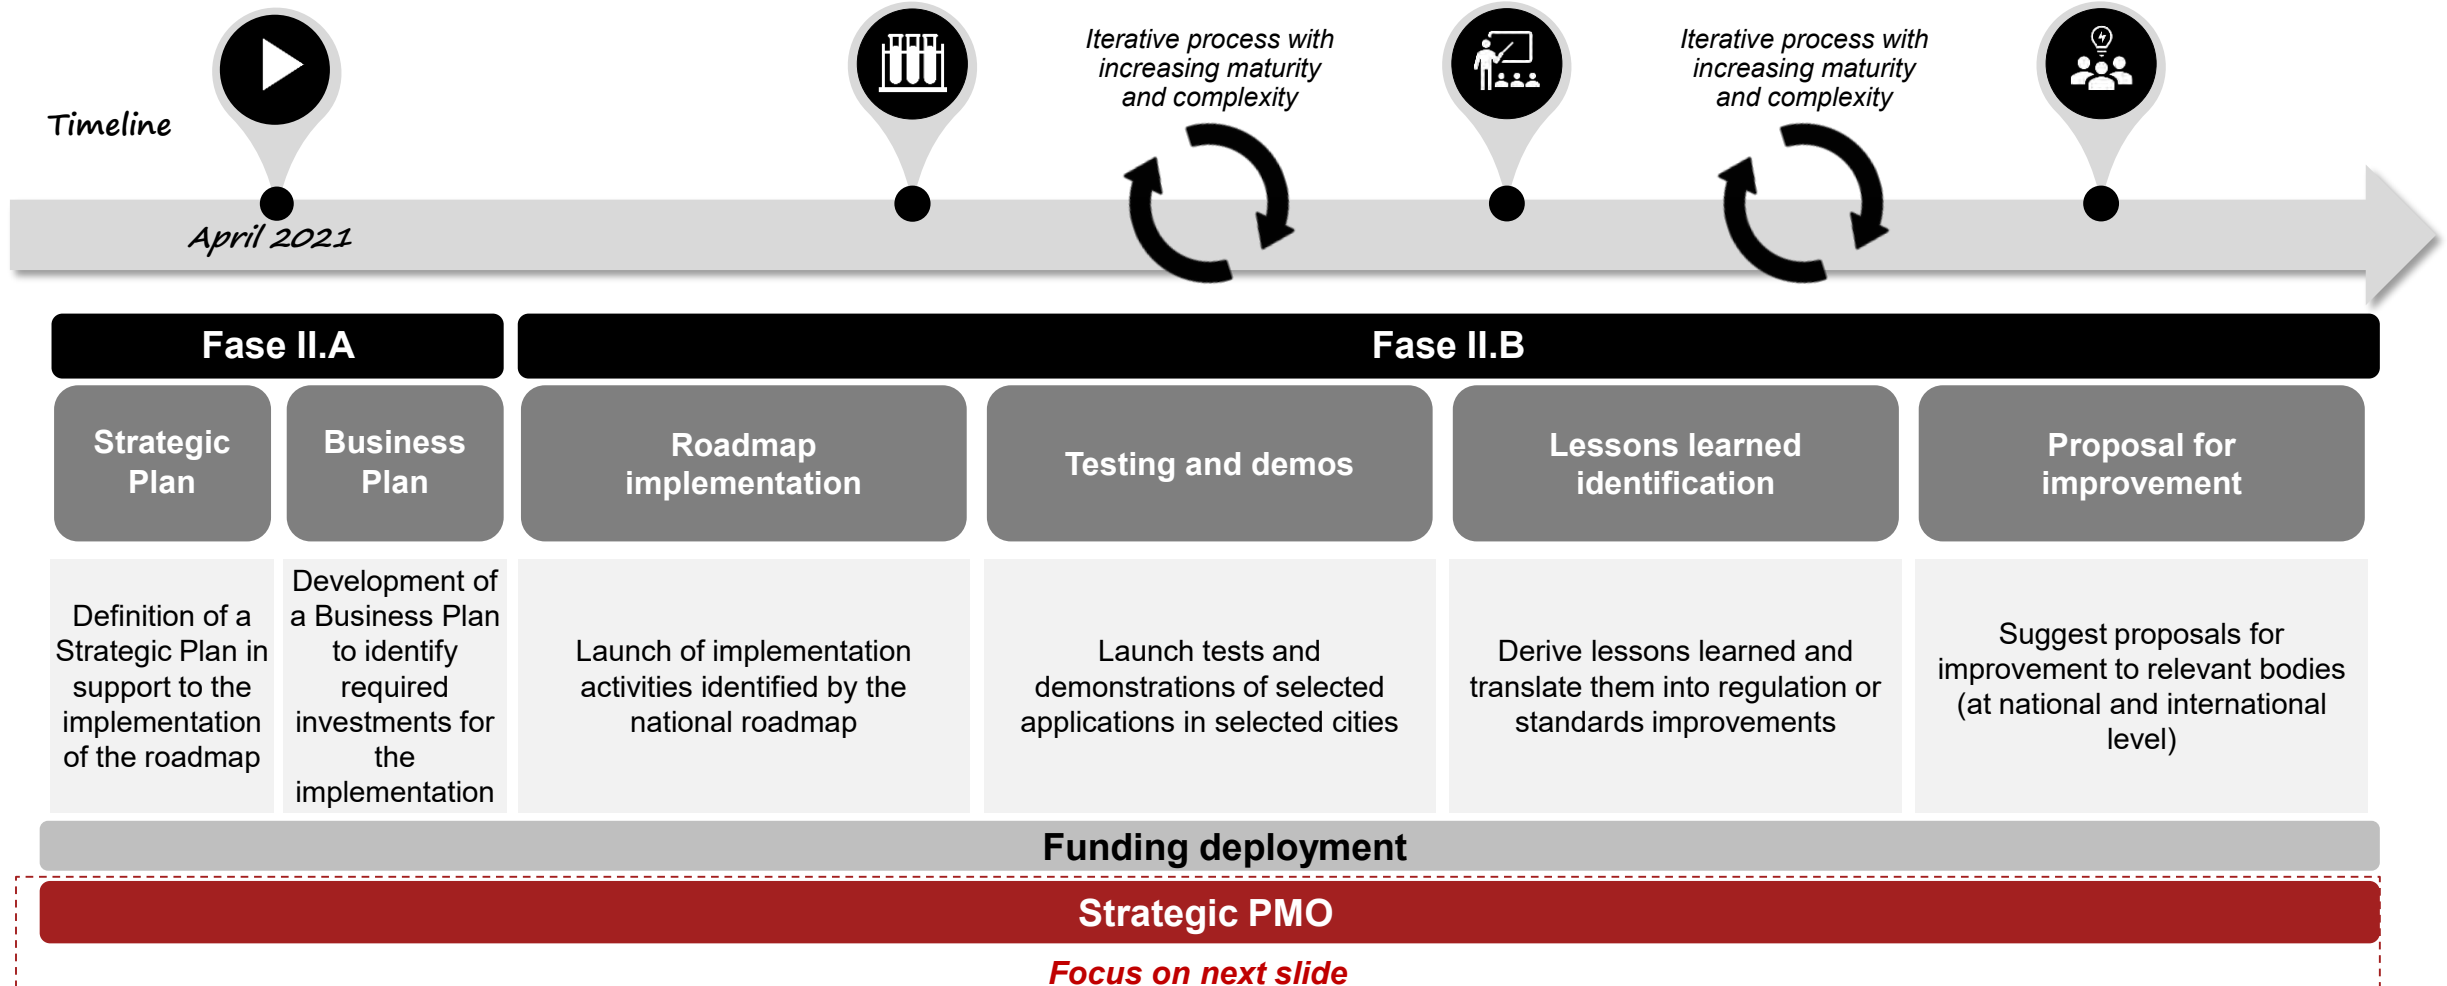 Iterative process with
increasing maturity
and complexity
Iterative process with
increasing maturity
and complexity
Timeline
April 2021
Fase II.A
Fase II.B
Strategic
Plan
Business
Plan
Roadmap
implementation
Testing and demos
Lessons learned
identification
Proposal for
improvement
Definition of a
Strategic Plan in
support to the
implementation
of the roadmap
Development of
a Business Plan
to identify
required
investments for
the
implementation
Launch of implementation
activities identified by the
national roadmap
Launch tests and
demonstrations of selected
applications in selected cities
Derive lessons learned and
translate them into regulation or
standards improvements
Suggest proposals for
improvement to relevant bodies
(at national and international
level)
Funding deployment
Strategic PMO
Focus on next slide